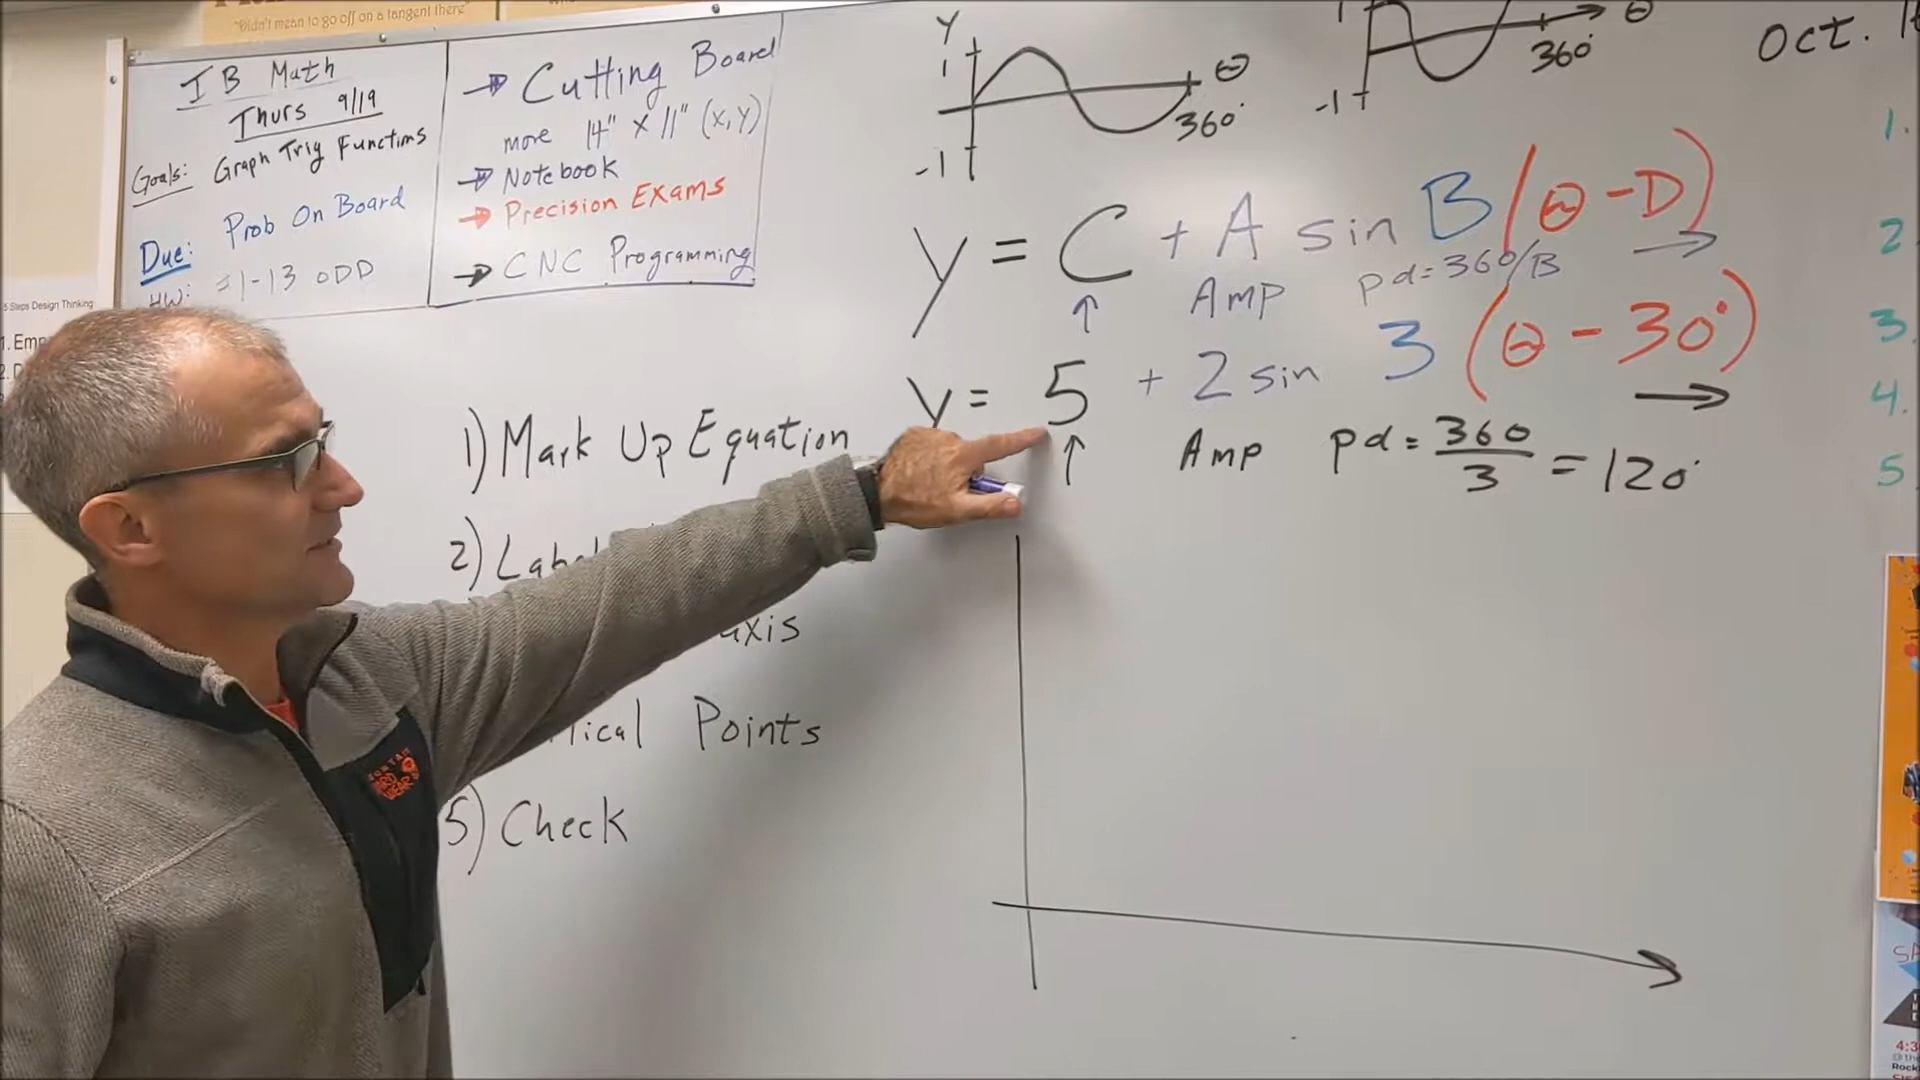 "Didn't mean to go off on a tangent there"
IB Math
Thurs 9/19
Goals: Graph Trig Functions
Prob On Board
Due:
HW: 1-13 ODD
→ Cutting Board
more 14" x 11" (x,y)
→ Notebook
→ Precision Exams
→ CNC Programming
5 Steps Design Thinking
1.
2.
1) Mark Up Equation
2)
axis
Points
5) Check
Y
1
-1
θ
360°
-1
θ
360°
Oct.
y = C + A sin B(θ - D)
↑ Amp pd = 360/B →
y = 5 + 2 sin 3 (θ - 30°)
↑ Amp pd = 360/3 = 120° →
1.
2
3.
4.
5